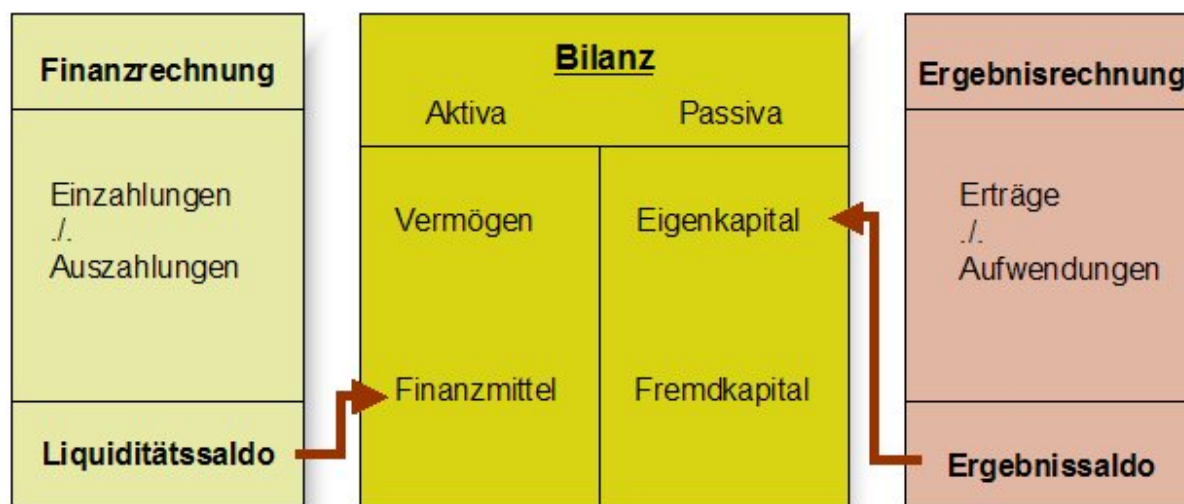 Finanzrechnung
Einzahlungen
./.
Auszahlungen
Liquiditätssaldo
Bilanz
Aktiva Passiva
Vermögen Eigenkapital
Finanzmittel Fremdkapital
Ergebnisrechnung
Erträge
./.
Aufwendungen
Ergebnissaldo